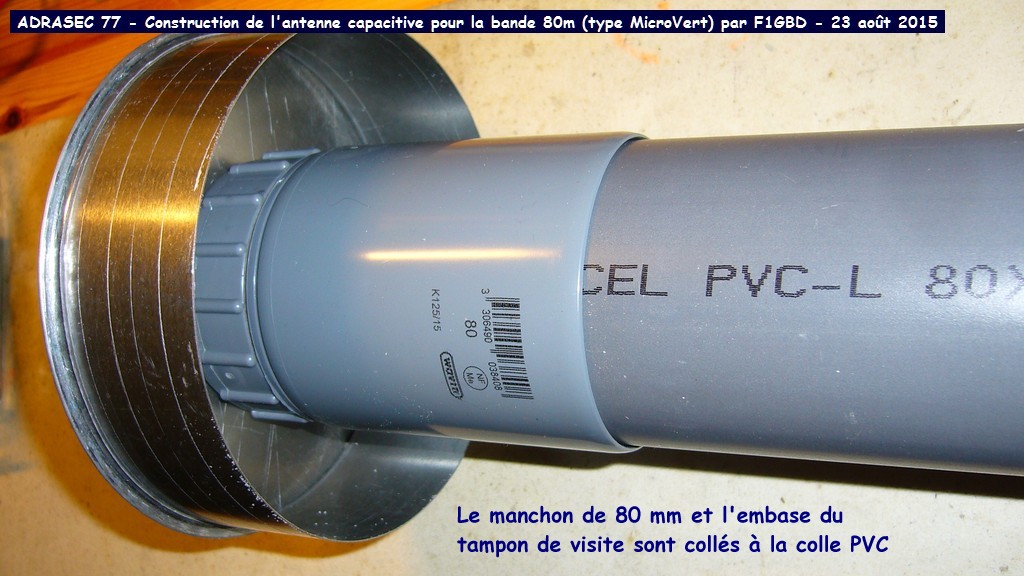 ADRASEC 77 - Construction de l'antenne capacitive pour la bande 80m (type MicroVert) par F1GBD - 23 août 2015
CEL PVC-L 80X
3 306490 038408
80
K125/15
NF
Me
wavin
Le manchon de 80 mm et l'embase du
tampon de visite sont collés à la colle PVC